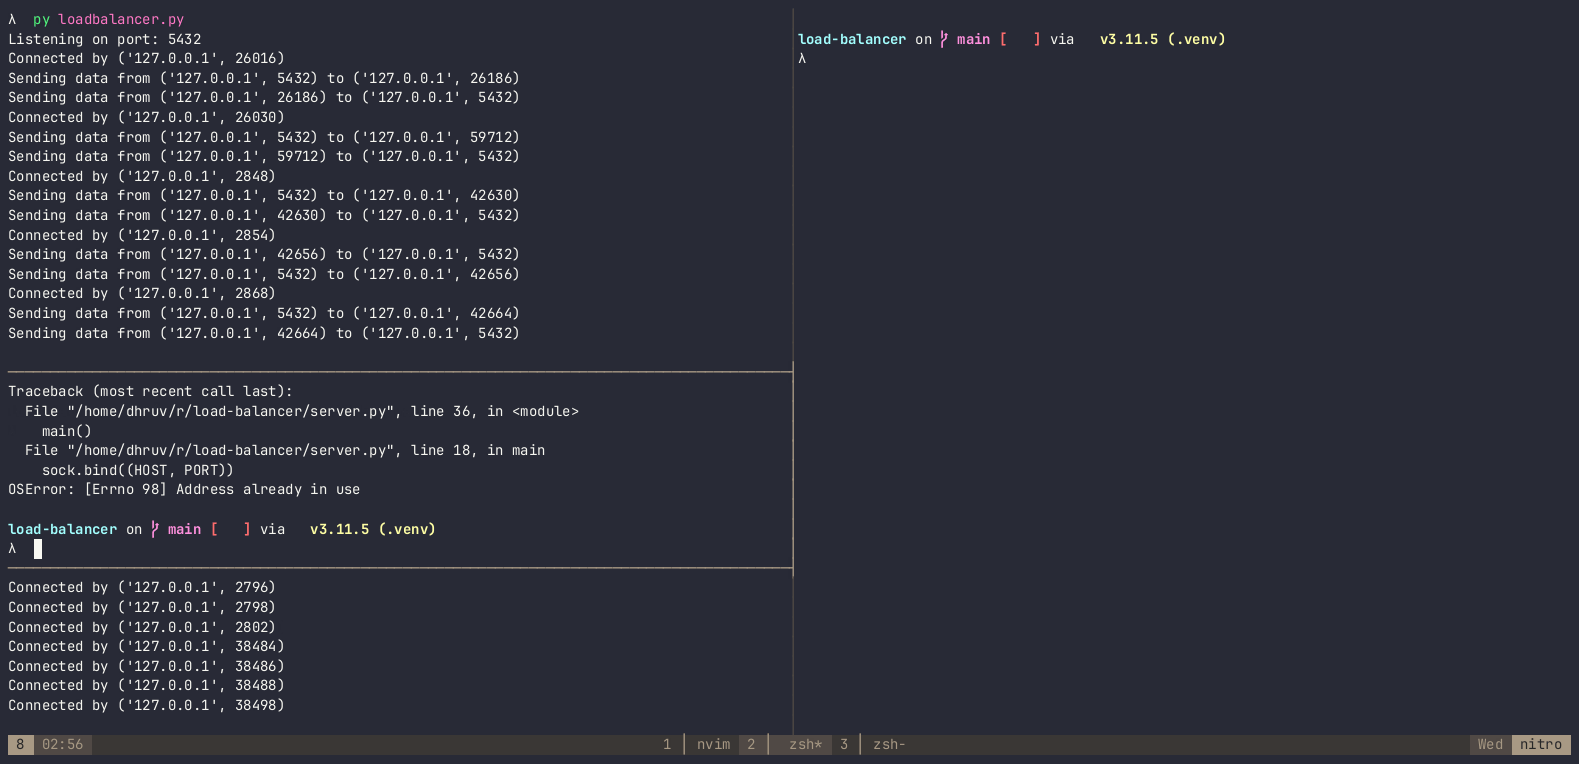 λ  py loadbalancer.py
Listening on port: 5432
Connected by ('127.0.0.1', 26016)
Sending data from ('127.0.0.1', 5432) to ('127.0.0.1', 26186)
Sending data from ('127.0.0.1', 26186) to ('127.0.0.1', 5432)
Connected by ('127.0.0.1', 26030)
Sending data from ('127.0.0.1', 5432) to ('127.0.0.1', 59712)
Sending data from ('127.0.0.1', 59712) to ('127.0.0.1', 5432)
Connected by ('127.0.0.1', 2848)
Sending data from ('127.0.0.1', 5432) to ('127.0.0.1', 42630)
Sending data from ('127.0.0.1', 42630) to ('127.0.0.1', 5432)
Connected by ('127.0.0.1', 2854)
Sending data from ('127.0.0.1', 42656) to ('127.0.0.1', 5432)
Sending data from ('127.0.0.1', 5432) to ('127.0.0.1', 42656)
Connected by ('127.0.0.1', 2868)
Sending data from ('127.0.0.1', 5432) to ('127.0.0.1', 42664)
Sending data from ('127.0.0.1', 42664) to ('127.0.0.1', 5432)
Traceback (most recent call last):
  File "/home/dhruv/r/load-balancer/server.py", line 36, in <module>
    main()
  File "/home/dhruv/r/load-balancer/server.py", line 18, in main
    sock.bind((HOST, PORT))
OSError: [Errno 98] Address already in use
load-balancer on main [   ] via   v3.11.5 (.venv)
λ
Connected by ('127.0.0.1', 2796)
Connected by ('127.0.0.1', 2798)
Connected by ('127.0.0.1', 2802)
Connected by ('127.0.0.1', 38484)
Connected by ('127.0.0.1', 38486)
Connected by ('127.0.0.1', 38488)
Connected by ('127.0.0.1', 38498)
load-balancer on main [   ] via   v3.11.5 (.venv)
λ
8 02:56 1 │ nvim 2 │ zsh* 3 │ zsh- Wed nitro